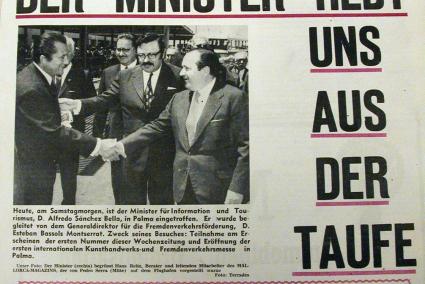 DER MINISTER HEBT
UNS
AUS
DER
TAUFE
Heute, am Samstagmorgen, ist der Minister für Information und Tou-
rismus, D. Alfredo Sánchez Bella, in Palma eingetroffen. Er wurde be-
gleitet von dem Generaldirektor für die Fremdenverkehrsförderung, D.
Esteban Bassols Montserrat. Zweck seines Besuches: Teilnahme am Er-
scheinen der ersten Nummer dieser Wochenzeitung und Eröffnung der
ersten internationalen Kunsthandwerks-und Fremdenverkehrsmesse in
Palma.
Unser Foto: Der Minister (rechts) begrüsst Hans Reitz, Berater und leitenden Mitarbeiter des MAL-
LORCA-MAGAZINS, der von Pedro Serra (Mitte) auf dem Flughafen vorgestellt wurde
Foto: Torrelló